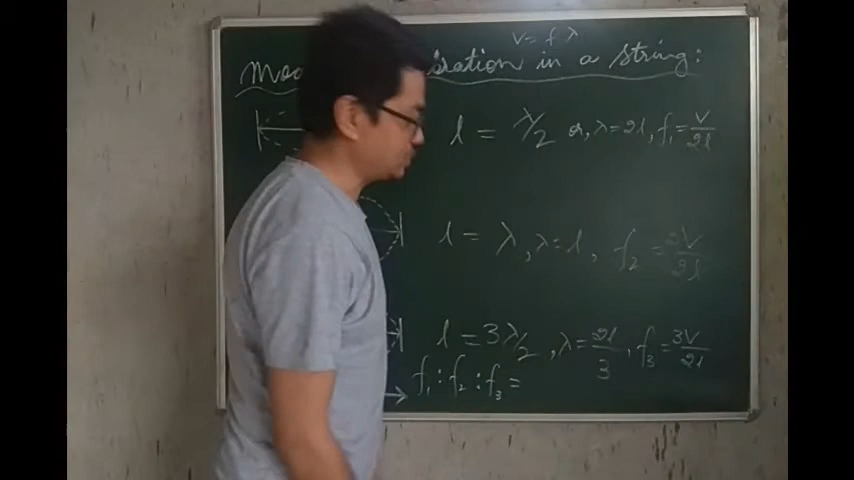 v = f λ
in a string:
l = λ/2 or, λ = 2l, f₁ = v/2l
l = λ, λ = l, f₂ = 2v/2l
l = 3λ/2, λ = 2l/3, f₃ = 3v/2l
f₁ : f₂ : f₃ =